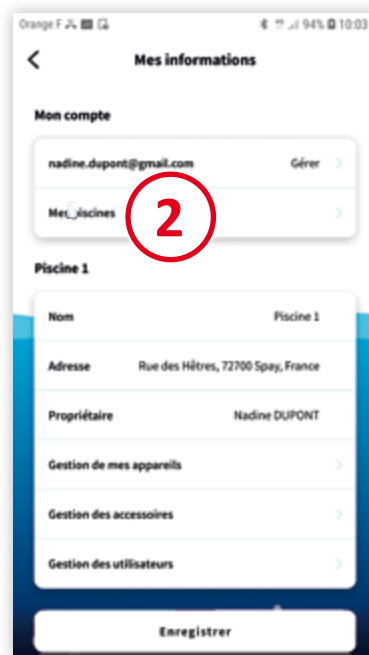 Orange F 94% 10:03
Mes informations
Mon compte
nadine.dupont@gmail.com Gérer
Mes piscines
2
Piscine 1
Nom Piscine 1
Adresse Rue des Hêtres, 72700 Spay, France
Propriétaire Nadine DUPONT
Gestion de mes appareils
Gestion des accessoires
Gestion des utilisateurs
Enregistrer